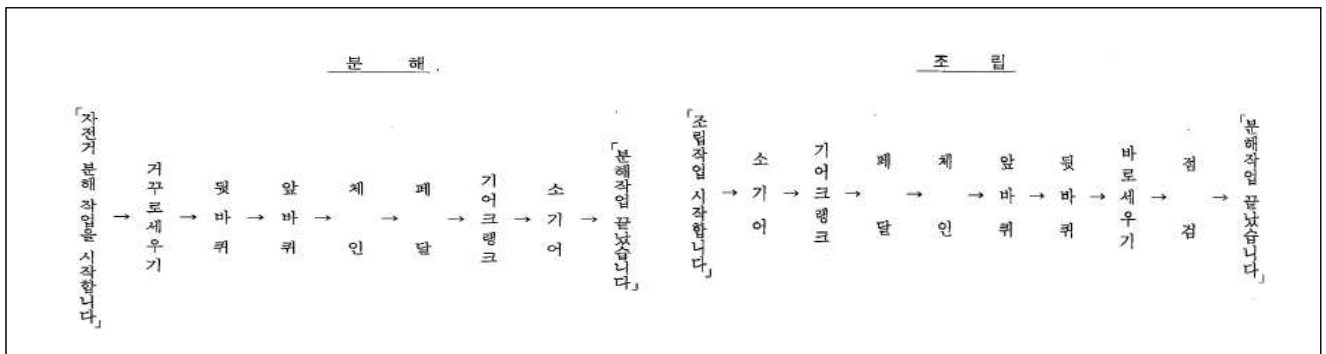 분 해
「자전거 분해 작업을 시작합니다」
→
거꾸로세우기
→
뒷바퀴
→
앞바퀴
→
체인
→
페달
→
기어크랭크
→
소기어
→
「분해작업 끝났습니다」
조 립
「조립작업 시작합니다」
→
소기어
→
기어크랭크
→
페달
→
체인
→
앞바퀴
→
뒷바퀴
→
바로세우기
→
점검
→
「분해작업 끝났습니다」